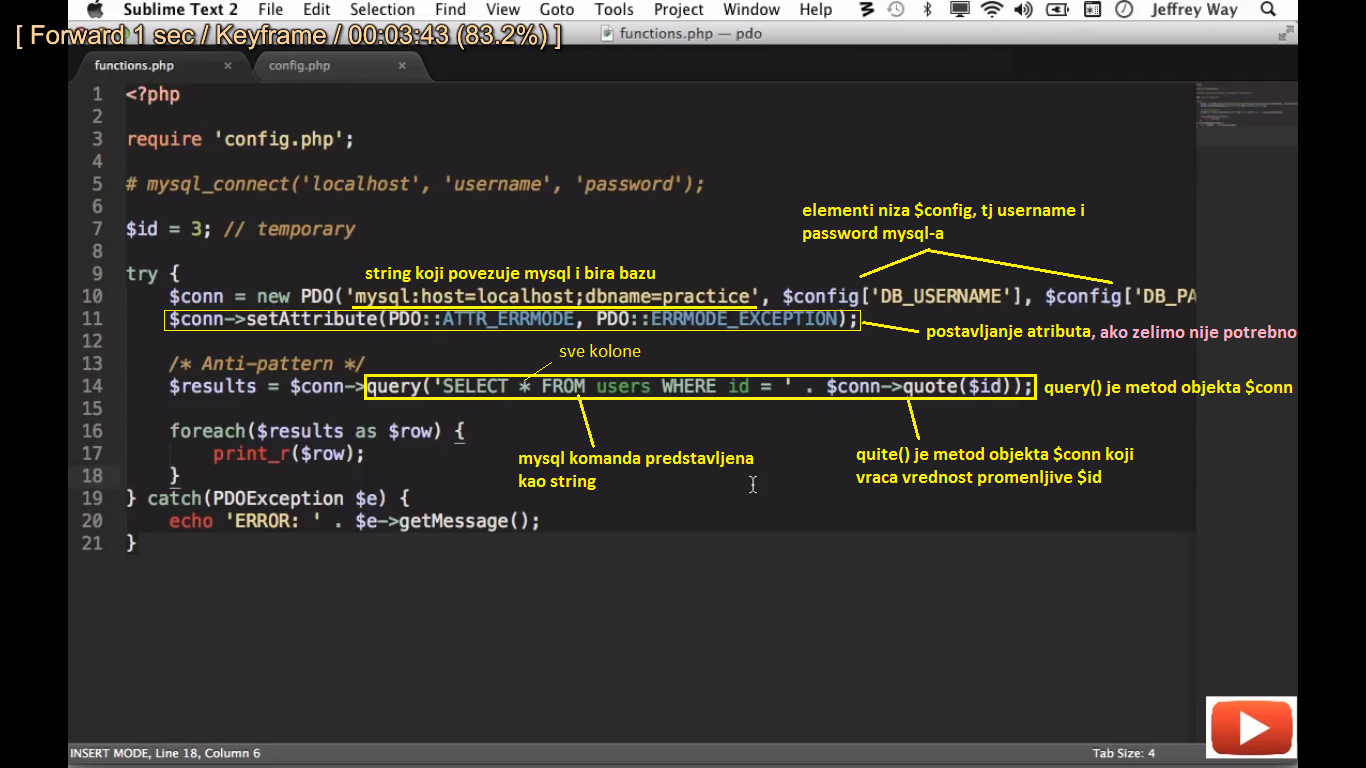 Sublime Text 2 File Edit Selection Find View Goto Tools Project Window Help Jeffrey Way
[ Forward 1 sec / Keyframe / 00:03:43 (83.2%) ]
functions.php — pdo
functions.php × config.php ×
1 <?php
2
3 require 'config.php';
4
5 # mysql_connect('localhost', 'username', 'password');
6
elementi niza $config, tj username i
password mysql-a
7 $id = 3; // temporary
8
9 try {
string koji povezuje mysql i bira bazu
10 $conn = new PDO('mysql:host=localhost;dbname=practice', $config['DB_USERNAME'], $config['DB_PA
11 $conn->setAttribute(PDO::ATTR_ERRMODE, PDO::ERRMODE_EXCEPTION);
postavljanje atributa, ako zelimo nije potrebno
12
sve kolone
13 /* Anti-pattern */
14 $results = $conn->query('SELECT * FROM users WHERE id = ' . $conn->quote($id));
query() je metod objekta $conn
15
16 foreach($results as $row) {
17 print_r($row);
mysql komanda predstavljena
kao string
quite() je metod objekta $conn koji
vraca vrednost promenljive $id
18 }
19 } catch(PDOException $e) {
20 echo 'ERROR: ' . $e->getMessage();
21 }
INSERT MODE, Line 18, Column 6 Tab Size: 4